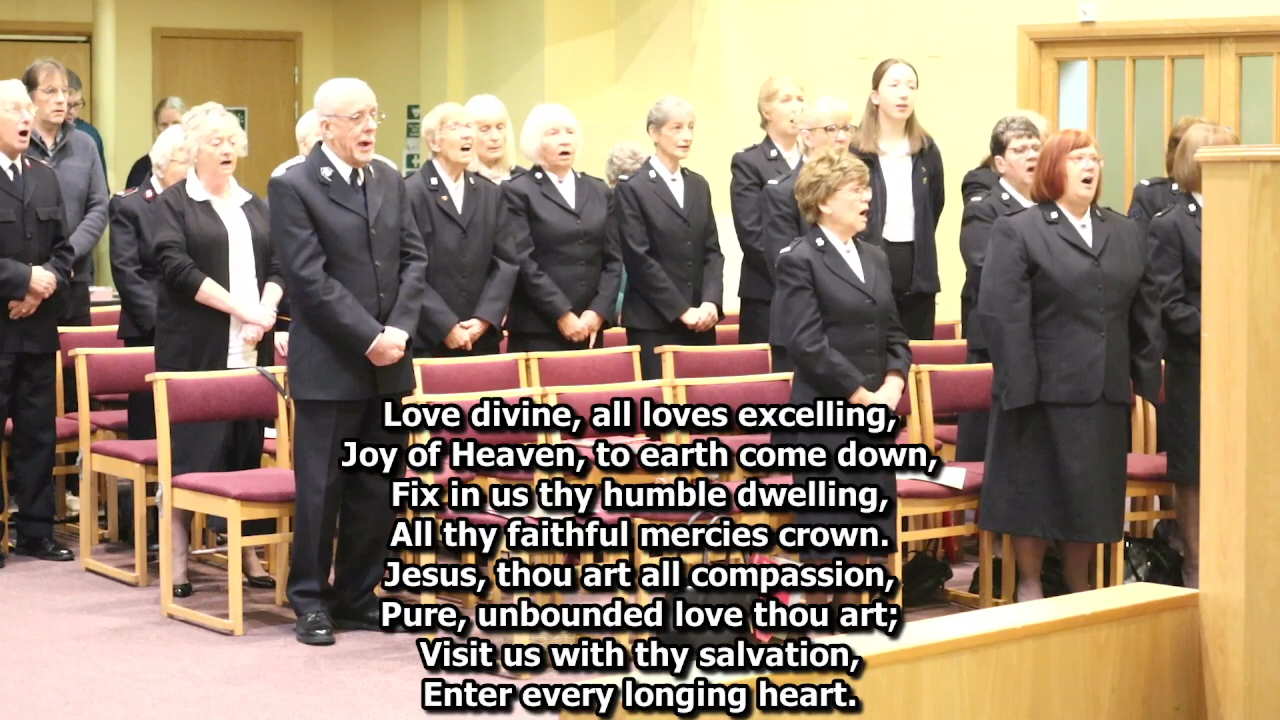 Love divine, all loves excelling,
Joy of Heaven, to earth come down,
Fix in us thy humble dwelling,
All thy faithful mercies crown.
Jesus, thou art all compassion,
Pure, unbounded love thou art;
Visit us with thy salvation,
Enter every longing heart.